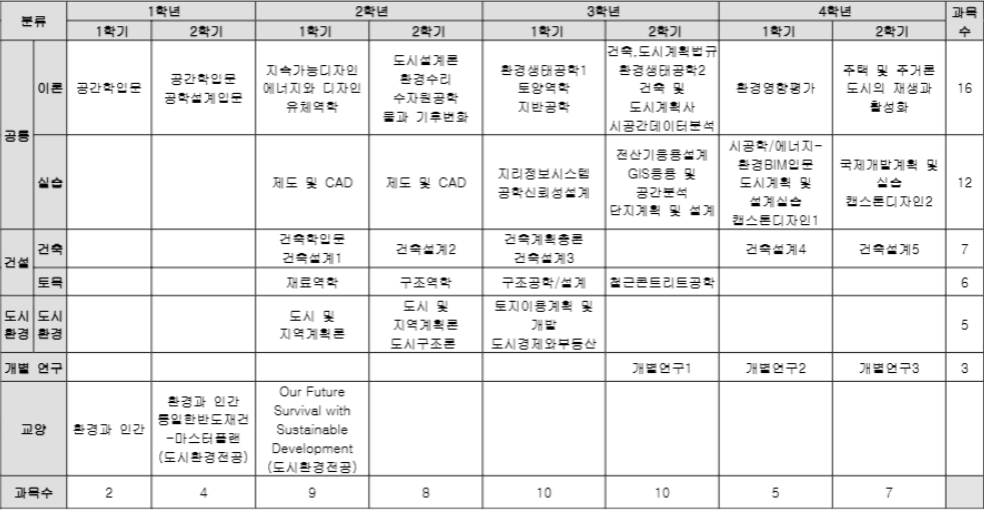 분류 1학년 2학년 3학년 4학년 과목수
1학기 2학기 1학기 2학기 1학기 2학기 1학기 2학기
공통
이론
공간학입문
공간학입문
공학설계입문
지속가능디자인
에너지와 디자인
유체역학
도시설계론
환경수리
수자원공학
물과 기후변화
환경생태공학1
토양역학
지반공학
건축,도시계획법규
환경생태공학2
건축 및
도시계획사
시공간데이터분석
환경영향평가
주택 및 주거론
도시의 재생과
활성화
16
실습
제도 및 CAD
제도 및 CAD
지리정보시스템
공학신뢰성설계
전산기응용설계
GIS응용 및
공간분석
단지계획 및 설계
시공학/에너지-
환경BIM입문
도시계획 및
설계실습
캡스톤디자인1
국제개발계획 및
실습
캡스톤디자인2
12
건설
건축
건축학입문
건축설계1
건축설계2
건축계획총론
건축설계3
건축설계4
건축설계5
7
토목
재료역학
구조역학
구조공학/설계
철근콘트리트공학
6
도시
환경
도시
환경
도시 및
지역계획론
도시 및
지역계획론
도시구조론
토지이용계획 및
개발
도시경제와부동산
5
개별 연구
개별연구1
개별연구2
개별연구3
3
교양
환경과 인간
환경과 인간
통일한반도재건
-마스터플랜
(도시환경전공)
Our Future
Survival with
Sustainable
Development
(도시환경전공)
과목수 2 4 9 8 10 10 5 7